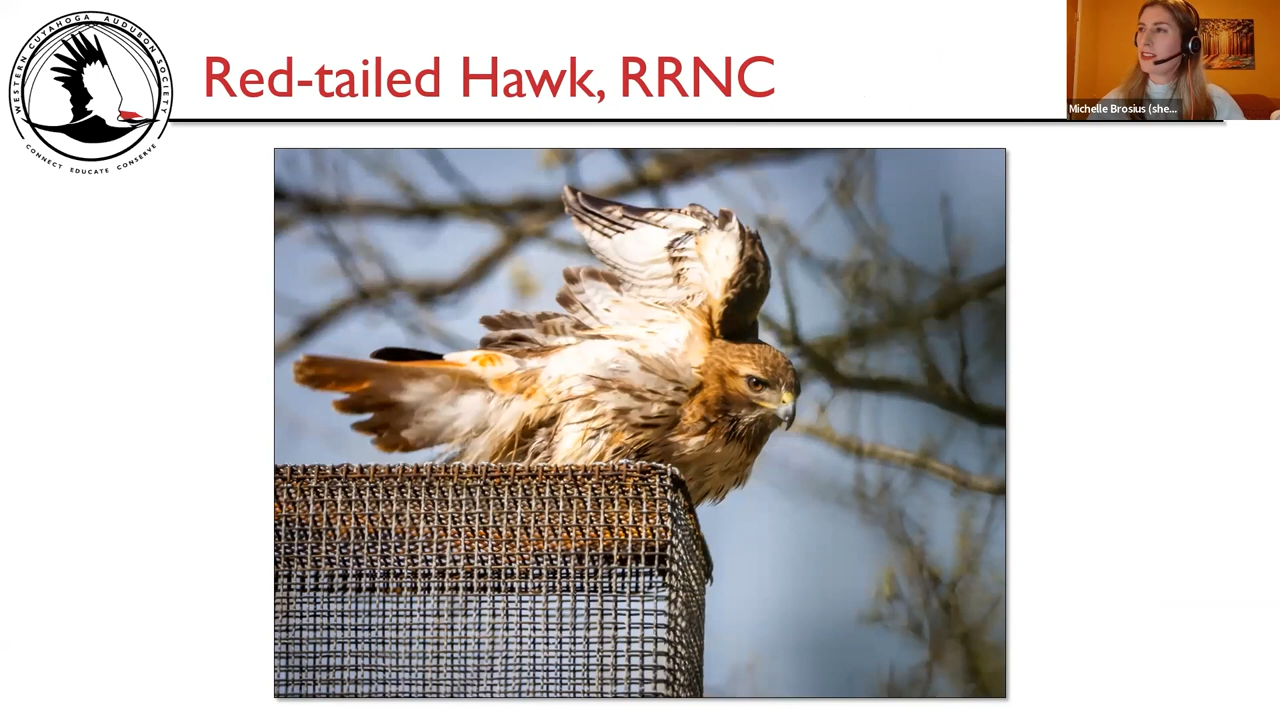 WESTERN CUYAHOGA AUDUBON SOCIETY
CONNECT EDUCATE CONSERVE
Red-tailed Hawk, RRNC
Michelle Brosius (she...